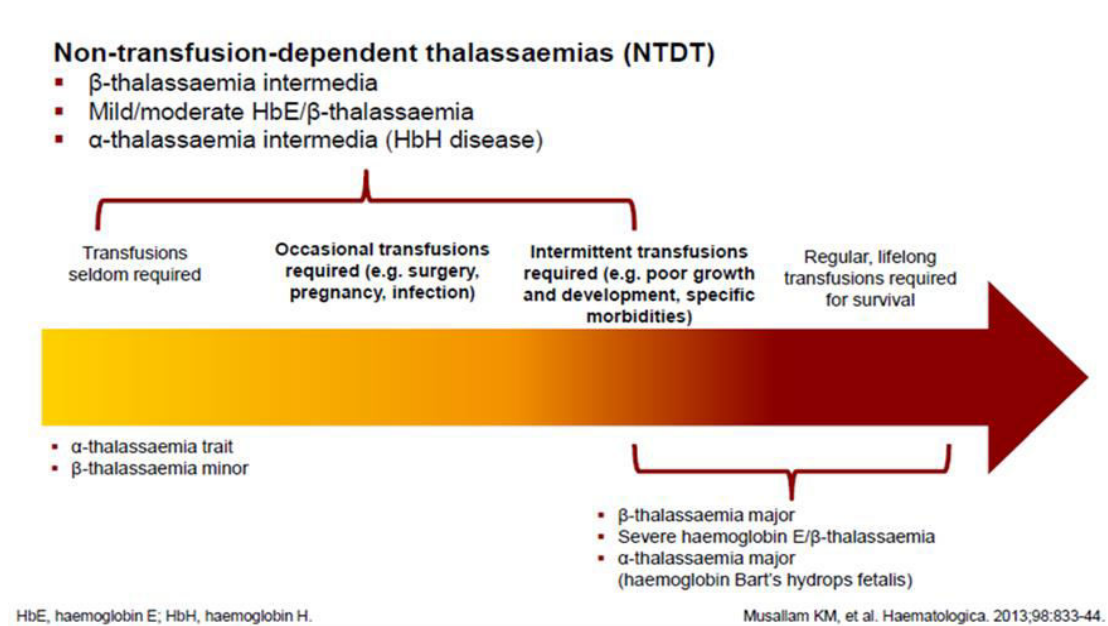 Non-transfusion-dependent thalassaemias (NTDT)
▪ β-thalassaemia intermedia
▪ Mild/moderate HbE/β-thalassaemia
▪ α-thalassaemia intermedia (HbH disease)
Transfusions
seldom required
Occasional transfusions
required (e.g. surgery,
pregnancy, infection)
Intermittent transfusions
required (e.g. poor growth
and development, specific
morbidities)
Regular, lifelong
transfusions required
for survival
▪ α-thalassaemia trait
▪ β-thalassaemia minor
▪ β-thalassaemia major
▪ Severe haemoglobin E/β-thalassaemia
▪ α-thalassaemia major
(haemoglobin Bart's hydrops fetalis)
HbE, haemoglobin E; HbH, haemoglobin H.
Musallam KM, et al. Haematologica. 2013;98:833-44.